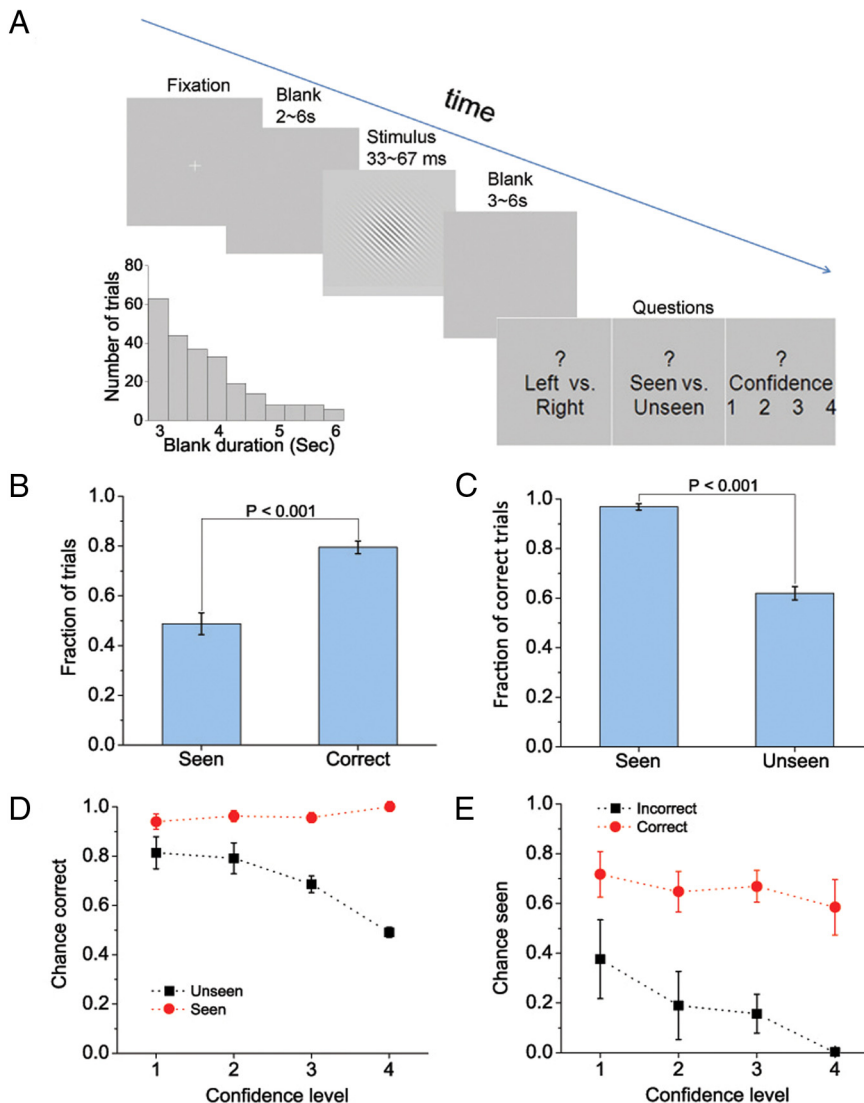 A
time
Fixation
Blank
2~6s
Stimulus
33~67 ms
Blank
3~6s
Questions
?
Left vs.
Right
?
Seen vs.
Unseen
?
Confidence
1 2 3 4
Number of trials
80
60
40
20
0
3 4 5 6
Blank duration (Sec)
B
P < 0.001
Fraction of trials
1.0
0.8
0.6
0.4
0.2
0.0
Seen Correct
C
P < 0.001
Fraction of correct trials
1.0
0.8
0.6
0.4
0.2
0.0
Seen Unseen
D
Chance correct
1.0
0.8
0.6
0.4
0.2
0.0
Unseen
Seen
1 2 3 4
Confidence level
E
Chance seen
1.0
0.8
0.6
0.4
0.2
0.0
Incorrect
Correct
1 2 3 4
Confidence level